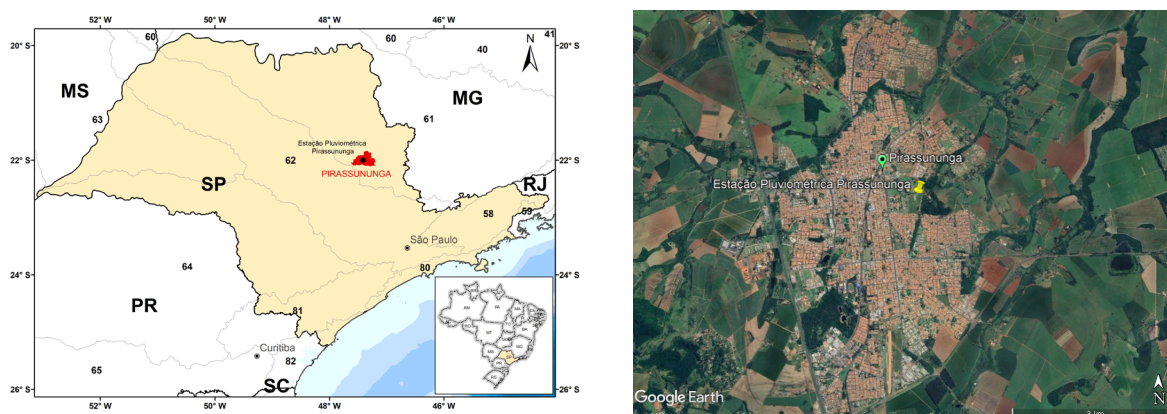 52° W
50° W
48° W
46° W
44° W
20° S
20° S
60
60
40
41
N
MS
MG
63
61
Estação Pluviométrica
Pirassununga
22° S
62
22° S
PIRASSUNUNGA
SP
RJ
58
59
São Paulo
24° S
64
80
24° S
PR
81
Curitiba
82
65
SC
26° S
26° S
52° W
50° W
48° W
46° W
44° W
Pirassununga
Estação Pluviométrica Pirassununga
Google Earth
N